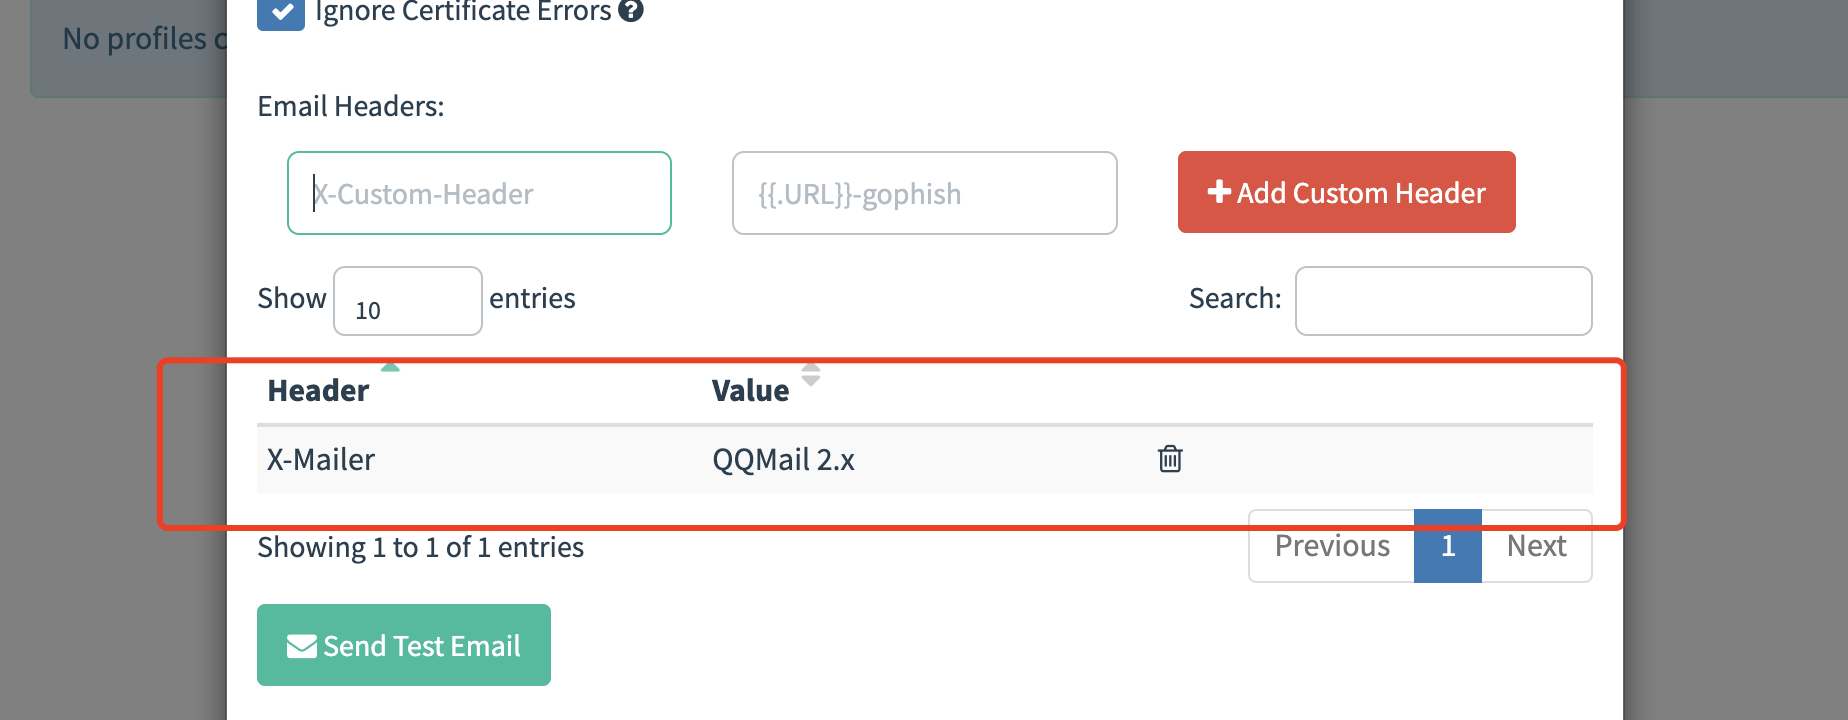 Ignore Certificate Errors
No profiles
Email Headers:
X-Custom-Header {{.URL}}-gophish Add Custom Header
Show 10 entries Search:
Header Value
X-Mailer QQMail 2.x
Showing 1 to 1 of 1 entries Previous 1 Next
Send Test Email